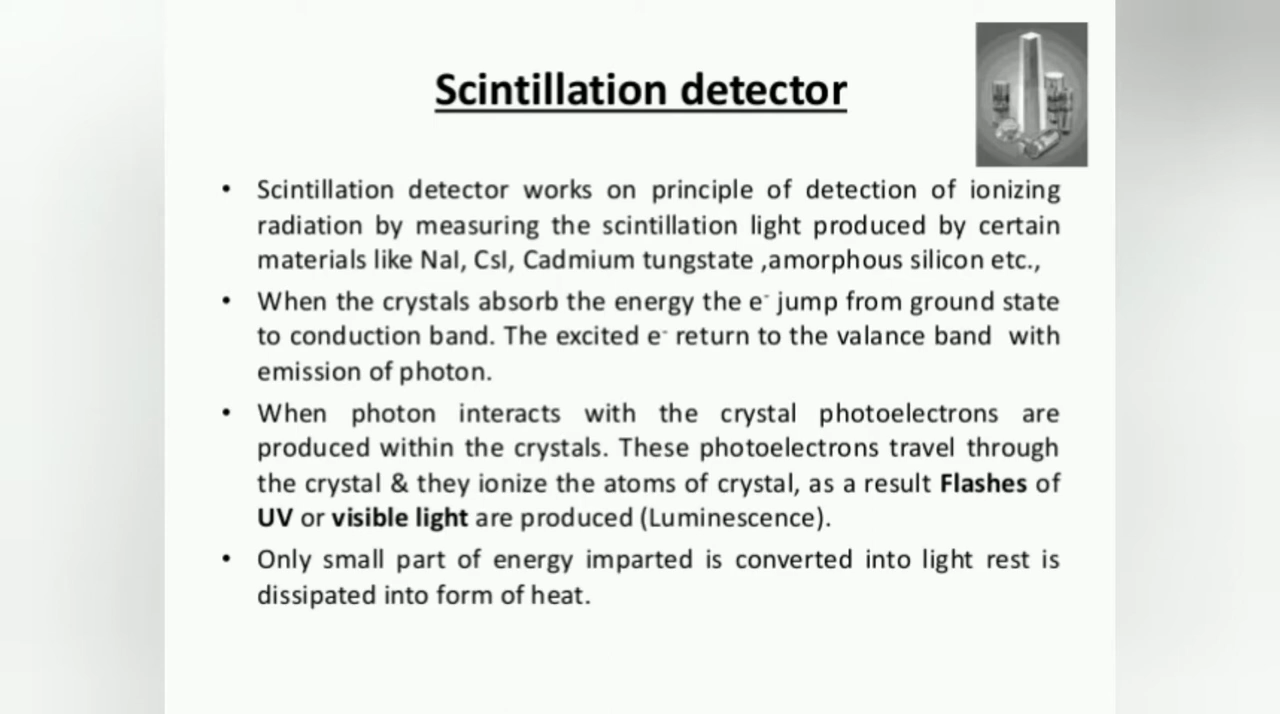 Scintillation detector
• Scintillation detector works on principle of detection of ionizing
radiation by measuring the scintillation light produced by certain
materials like NaI, CsI, Cadmium tungstate ,amorphous silicon etc.,
• When the crystals absorb the energy the e⁻ jump from ground state
to conduction band. The excited e⁻ return to the valance band with
emission of photon.
• When photon interacts with the crystal photoelectrons are
produced within the crystals. These photoelectrons travel through
the crystal & they ionize the atoms of crystal, as a result Flashes of
UV or visible light are produced (Luminescence).
• Only small part of energy imparted is converted into light rest is
dissipated into form of heat.